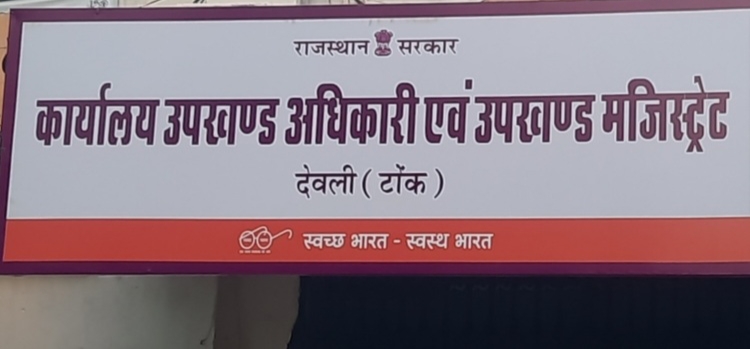 राजस्थान सरकार
कार्यालय उपखण्ड अधिकारी एवं उपखण्ड मजिस्ट्रेट
देवली ( टोंक )
स्वच्छ भारत - स्वस्थ भारत